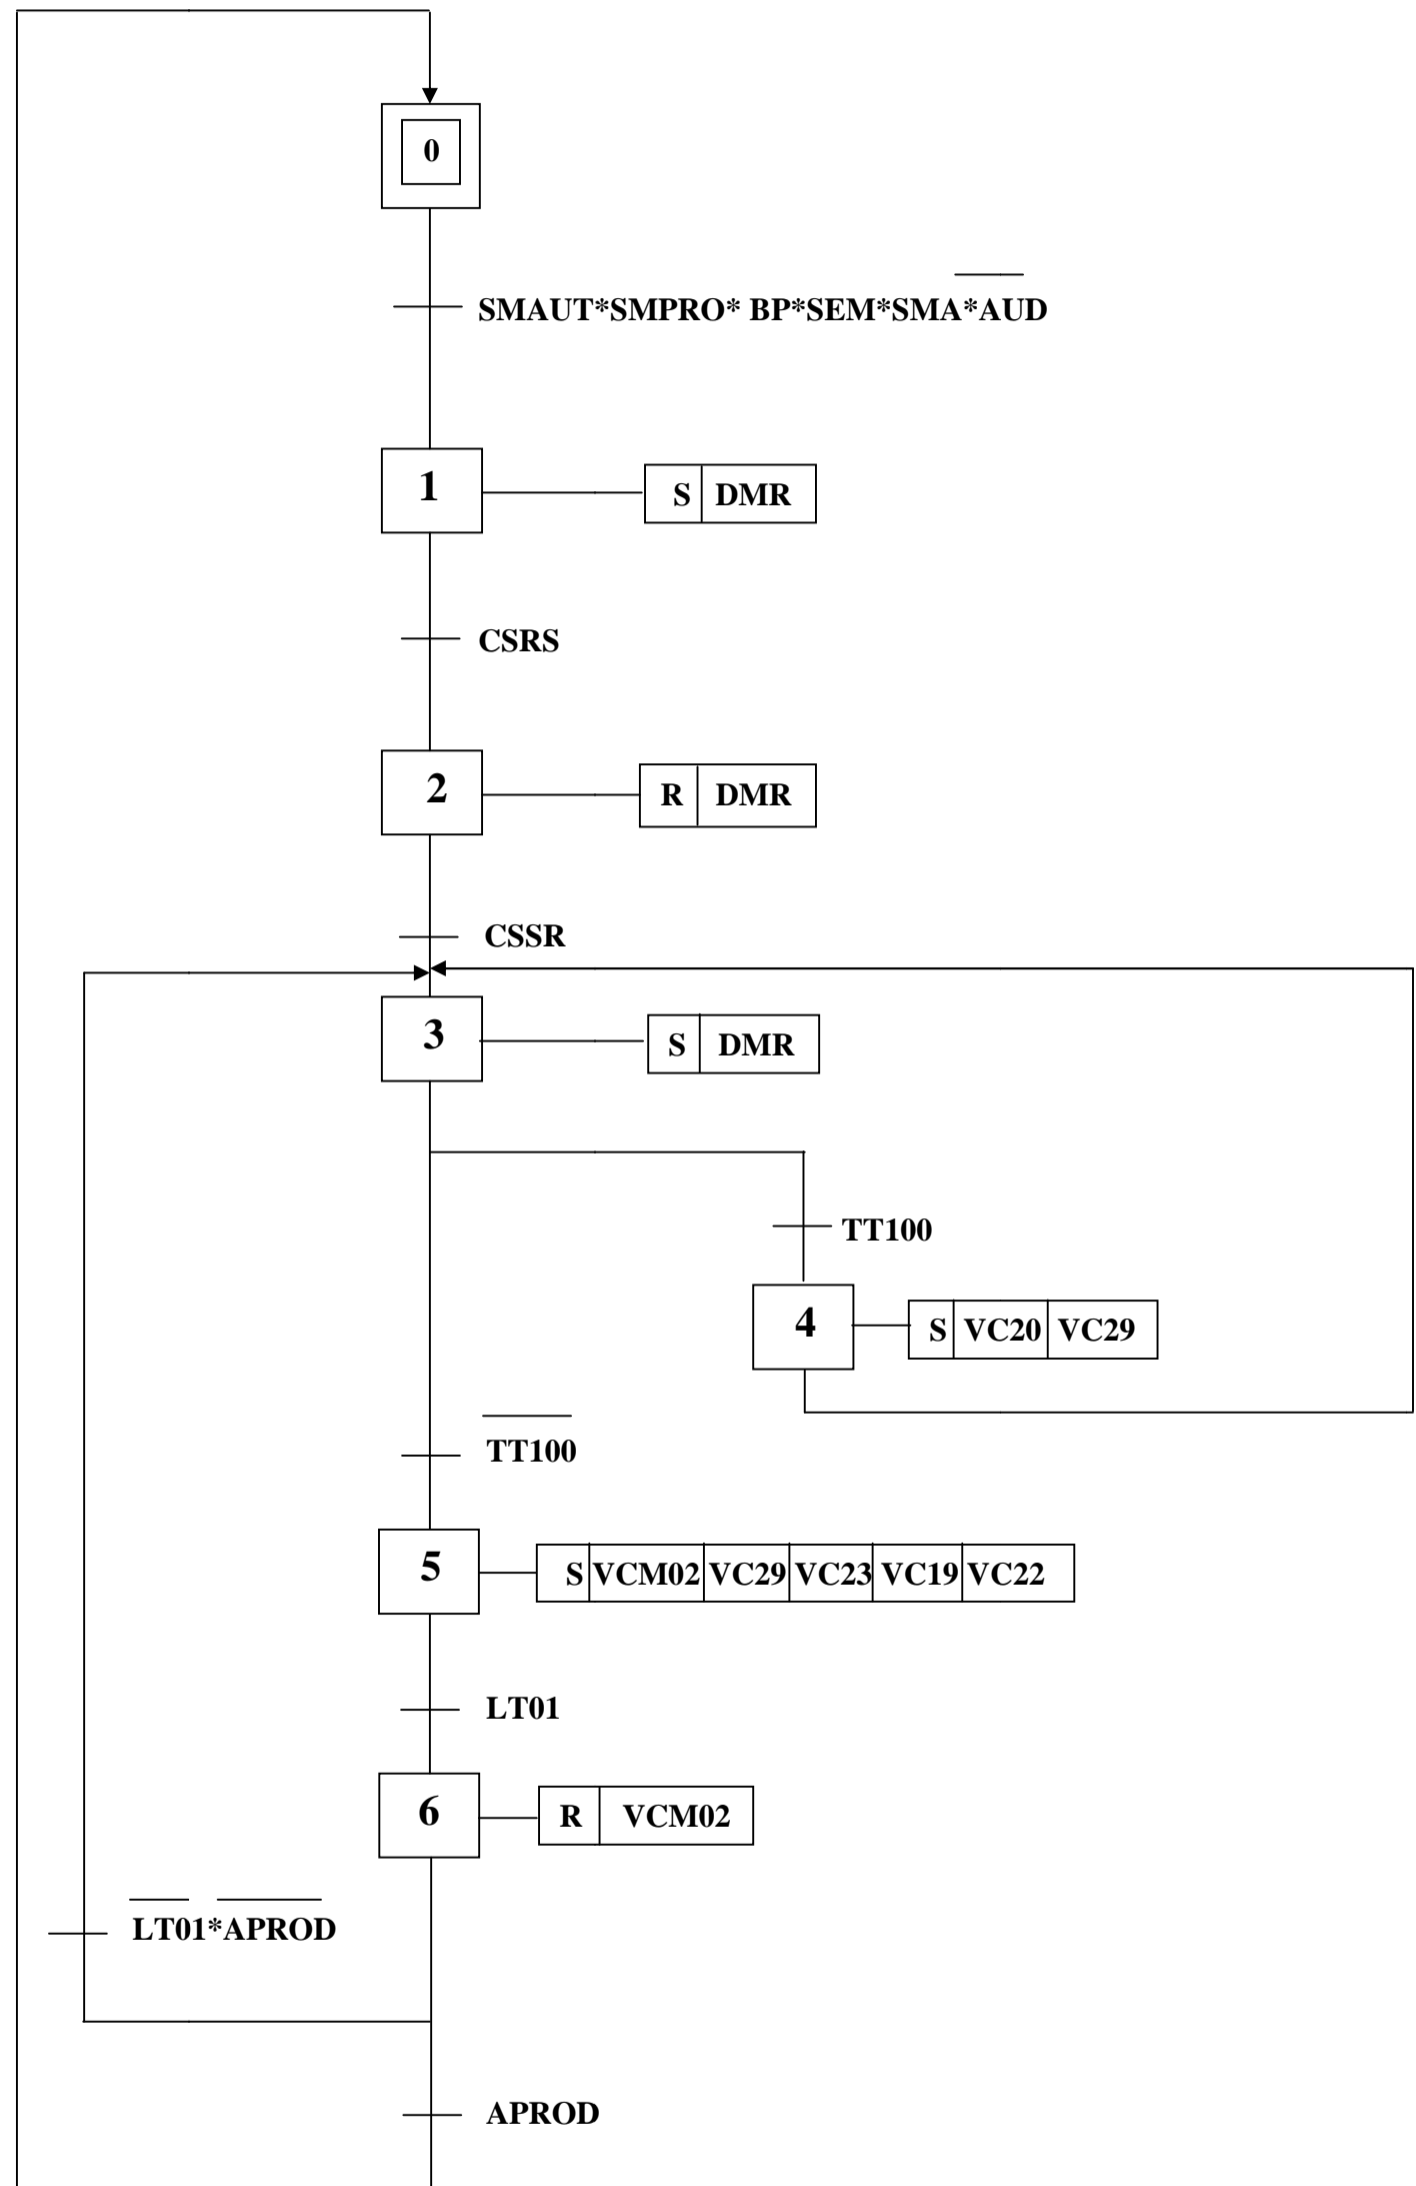 0
SMAUT*SMPRO* BP*SEM*SMA*AUD
1
S DMR
CSRS
2
R DMR
CSSR
3
S DMR
TT100
4
S VC20 VC29
TT100
5
S VCM02 VC29 VC23 VC19 VC22
LT01
6
R VCM02
LT01*APROD
APROD